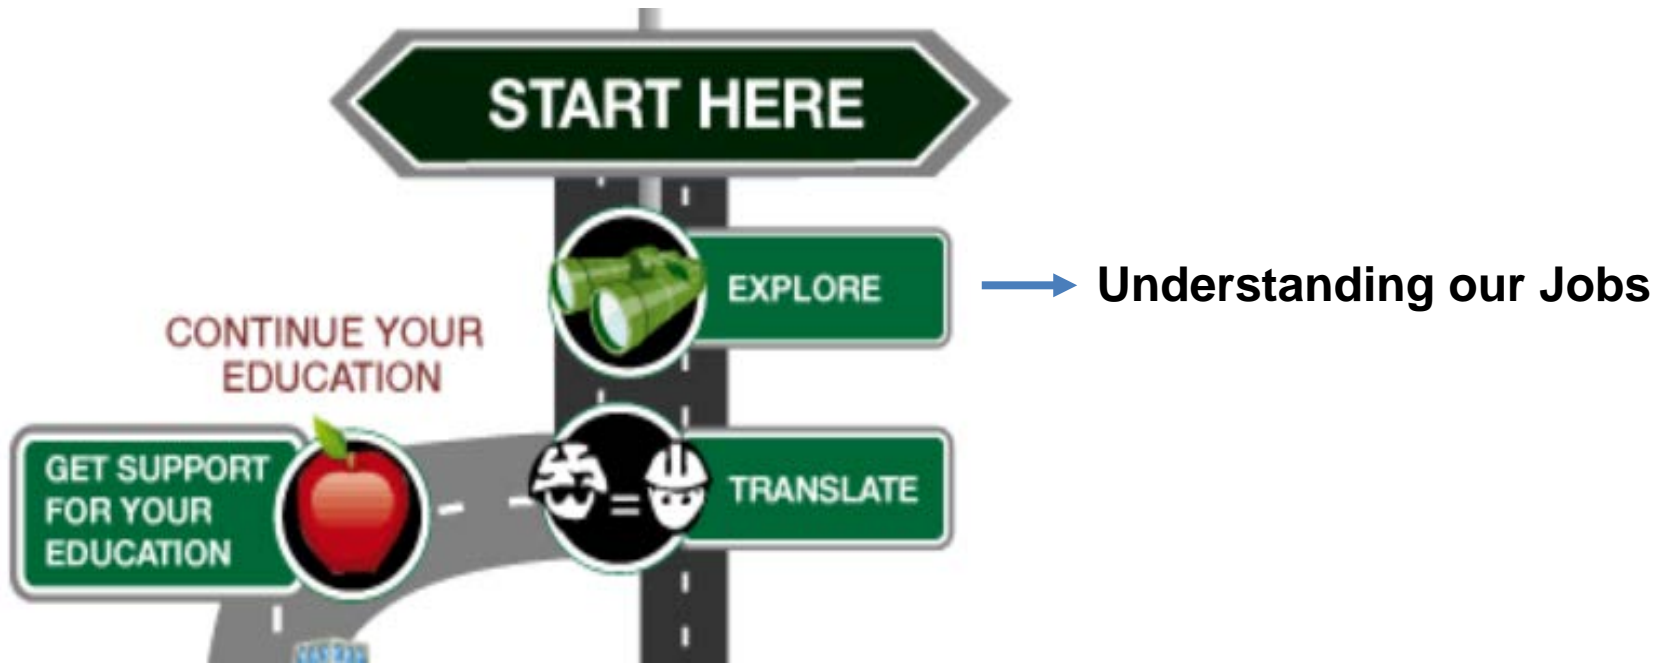 START HERE
EXPLORE
Understanding our Jobs
CONTINUE YOUR
EDUCATION
GET SUPPORT
FOR YOUR
EDUCATION
=
TRANSLATE